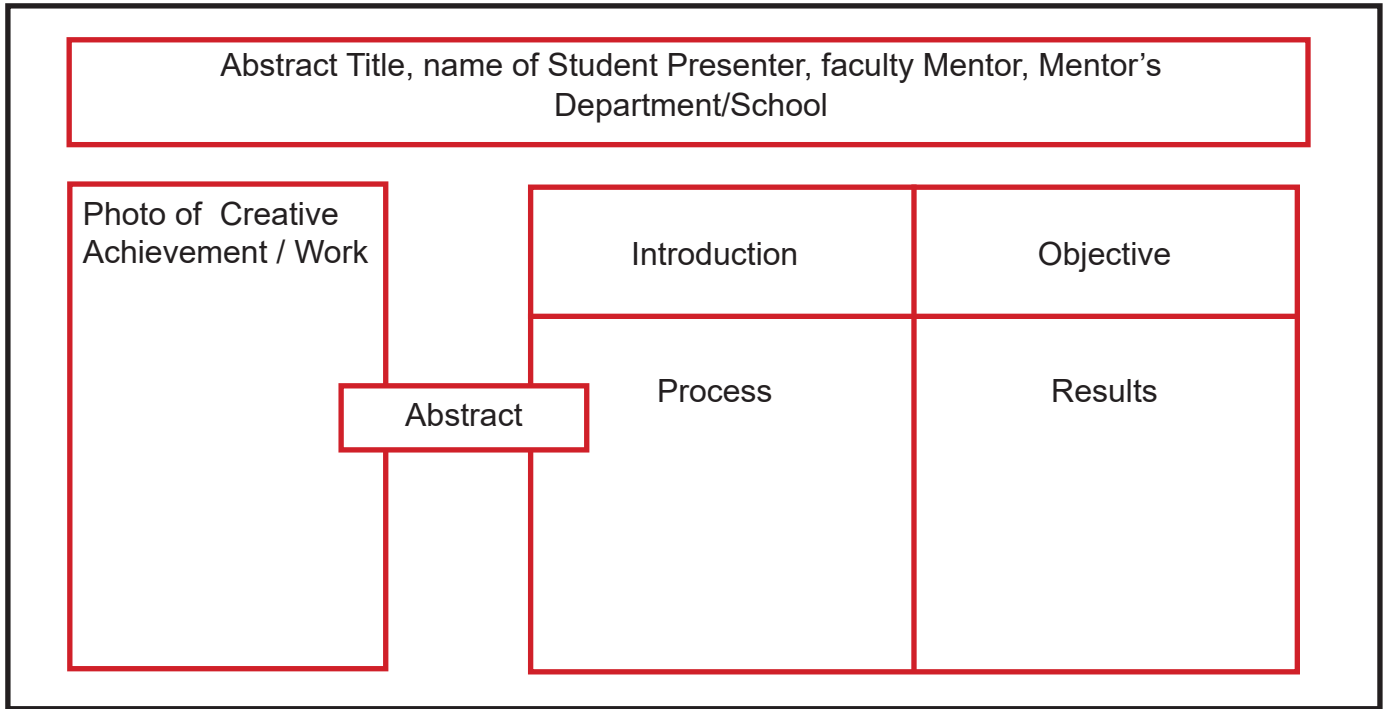 Abstract Title, name of Student Presenter, faculty Mentor, Mentor’s
Department/School
Photo of  Creative
Achievement / Work
Introduction
Objective
Abstract
Process
Results